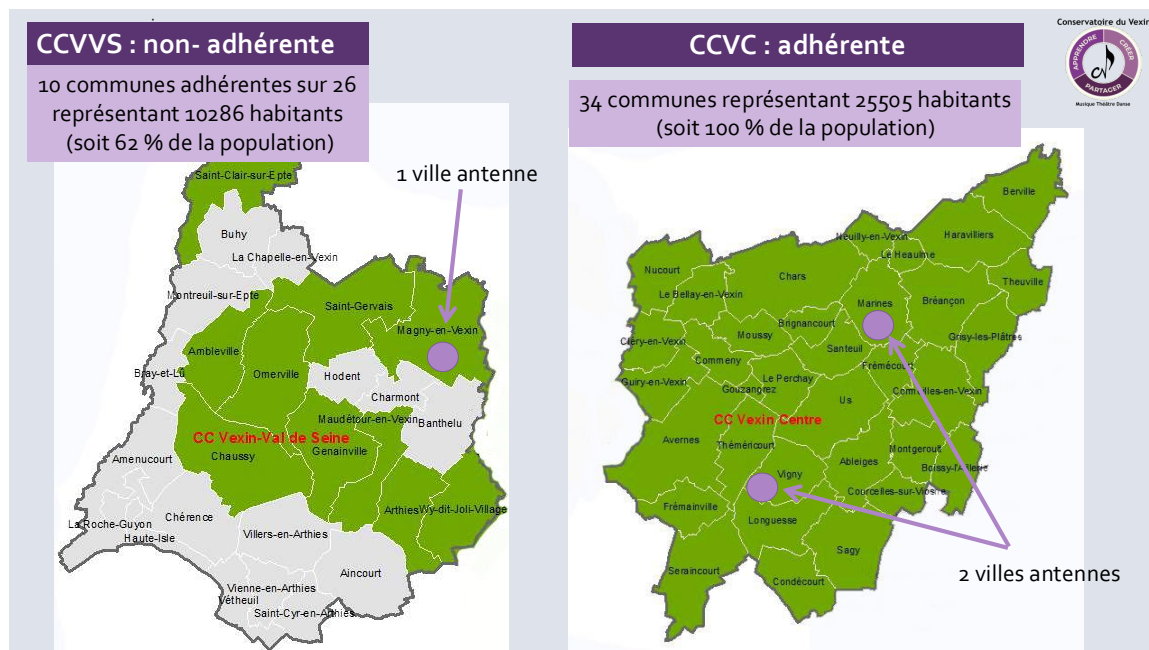 CCVVS : non- adhérente
10 communes adhérentes sur 26
représentant 10286 habitants
(soit 62 % de la population)
1 ville antenne
Saint-Clair-sur-Epte
Buhy
La Chapelle-en-Vexin
Montreuil-sur-Epte
Saint-Gervais
Magny-en-Vexin
Ambleville
Bray-et-Lû
Omerville
Hodent
Charmont
Maudétour-en-Vexin
Banthelu
CC Vexin-Val de Seine
Chaussy
Genainville
Amenucourt
Arthies
Wy-dit-Joli-Village
La Roche-Guyon
Chérence
Haute-Isle
Villers-en-Arthies
Aincourt
Vienne-en-Arthies
Vétheuil
Saint-Cyr-en-Arthies
CCVC : adhérente
34 communes représentant 25505 habitants
(soit 100 % de la population)
Conservatoire du Vexin
APPRENDRE
CRÉER
PARTAGER
Musique Théâtre Danse
Berville
Neuilly-en-Vexin
Haravilliers
Le Heaulme
Nucourt
Chars
Theuville
Le Bellay-en-Vexin
Marines
Bréançon
Brignancourt
Moussy
Grisy-les-Plâtres
Cléry-en-Vexin
Santeuil
Commeny
Frémécourt
Le Perchay
Guiry-en-Vexin
Gouzangrez
Cormeilles-en-Vexin
Us
CC Vexin Centre
Avernes
Théméricourt
Montgeroult
Ableiges
Boissy-l'Aillerie
Vigny
Courcelles-sur-Viosne
Frémainville
Longuesse
Sagy
Seraincourt
Condécourt
2 villes antennes